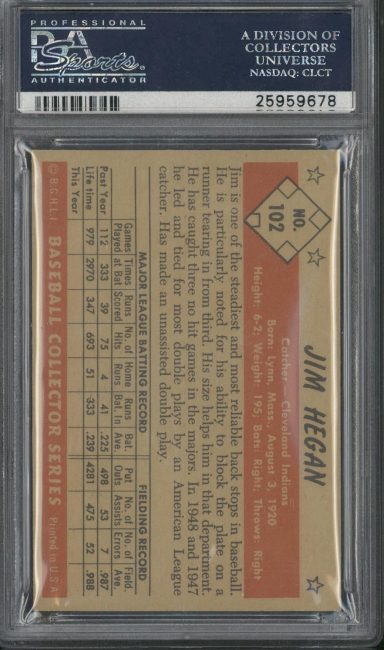 PROFESSIONAL
PSA
Sports
AUTHENTICATOR
A DIVISION OF
COLLECTORS
UNIVERSE
NASDAQ: CLCT
25959678
NO.
102
JIM HEGAN
Catcher Cleveland Indians
Born: Lynn, Mass., August 3, 1920
Height: 6-2; Weight: 195; Bats: Right, Throws: Right
Jim is one of the steadiest and most reliable back stops in baseball.
He is particularly noted for his ability to block the plate on a
runner tearing in from third. His size helps him in that department.
He has caught three no hit games in the majors. In 1948 and 1947
he led and tied for most double plays by an American League
catcher. Has made an unassisted double play.
MAJOR LEAGUE BATTING RECORD FIELDING RECORD
Games Times Runs No. of Home Runs Bat. Put No. of No. of Field.
Played at Bat Scored Hits Runs Bat. In Ave. Outs Assists Errors Ave.
Past Year 112 333 39 75 4 41 .225 498 53 7 .987
Life time 979 2970 347 693 51 333 .239 4281 475 52 .988
This Year
© B.G.H.L.I. BASEBALL COLLECTOR SERIES Printed in U.S.A.